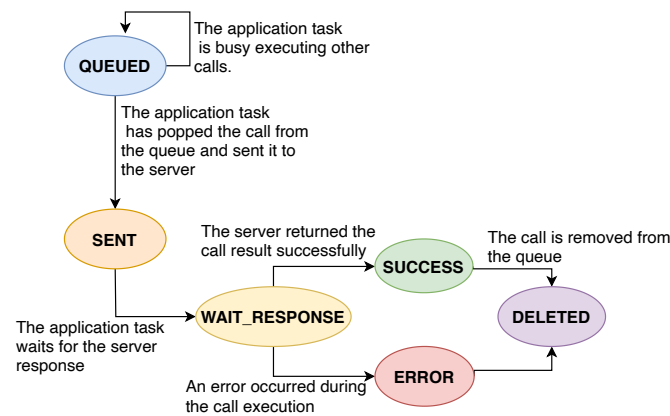 The application task
is busy executing other
calls.
QUEUED
The application task
has popped the call from
the queue and sent it to
the server
SENT
The server returned the
call result successfully
SUCCESS
The call is removed from
the queue
WAIT_RESPONSE
DELETED
The application task
waits for the server
response
An error occurred during
the call execution
ERROR